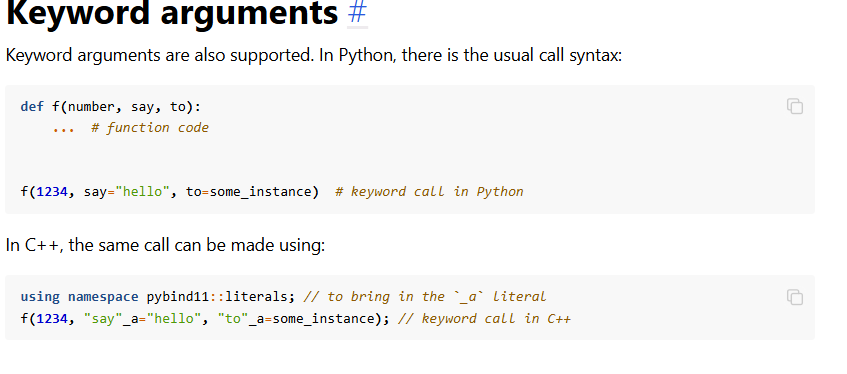 Keyword arguments #
Keyword arguments are also supported. In Python, there is the usual call syntax:
def f(number, say, to):
    ...  # function code
f(1234, say="hello", to=some_instance)  # keyword call in Python
In C++, the same call can be made using:
using namespace pybind11::literals; // to bring in the `_a` literal
f(1234, "say"_a="hello", "to"_a=some_instance); // keyword call in C++